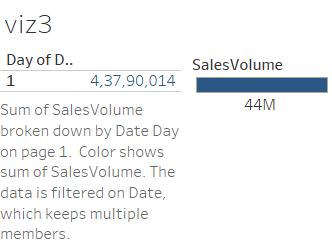 viz3
Day of D..
1 4,37,90,014
Sum of SalesVolume
broken down by Date Day
on page 1. Color shows
sum of SalesVolume. The
data is filtered on Date,
which keeps multiple
members.
SalesVolume
44M